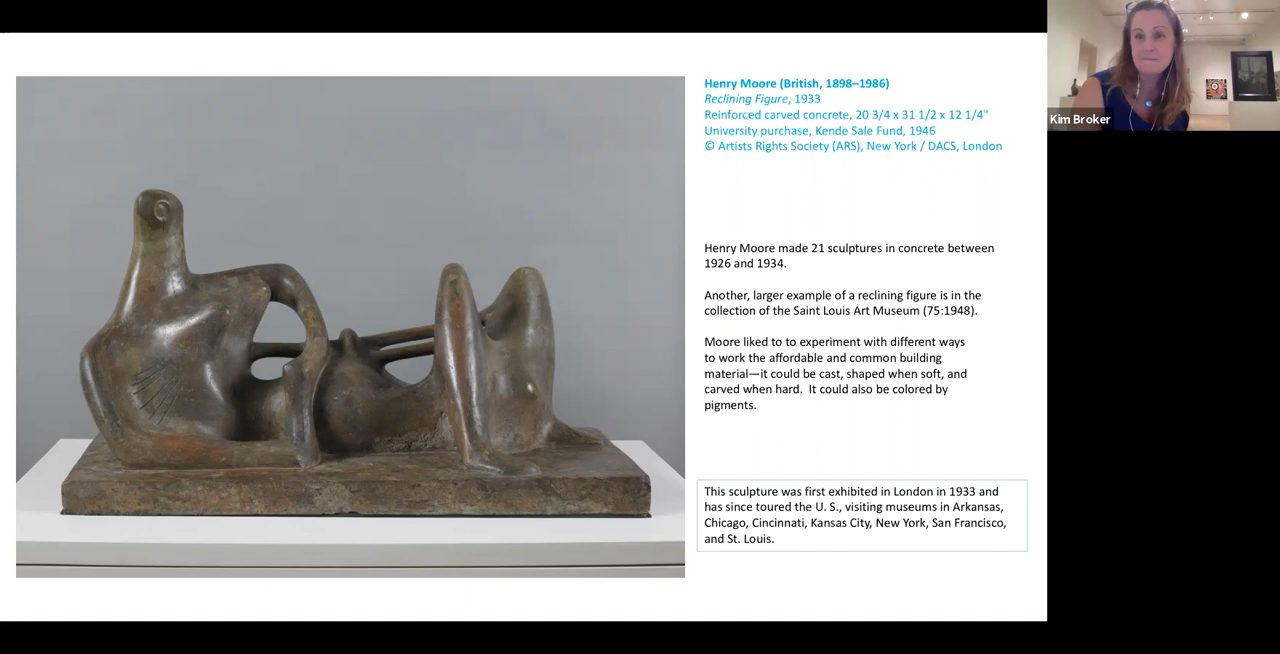 Henry Moore (British, 1898–1986)
Reclining Figure, 1933
Reinforced carved concrete, 20 3/4 x 31 1/2 x 12 1/4"
University purchase, Kende Sale Fund, 1946
© Artists Rights Society (ARS), New York / DACS, London
Henry Moore made 21 sculptures in concrete between
1926 and 1934.
Another, larger example of a reclining figure is in the
collection of the Saint Louis Art Museum (75:1948).
Moore liked to to experiment with different ways
to work the affordable and common building
material—it could be cast, shaped when soft, and
carved when hard.  It could also be colored by
pigments.
This sculpture was first exhibited in London in 1933 and
has since toured the U. S., visiting museums in Arkansas,
Chicago, Cincinnati, Kansas City, New York, San Francisco,
and St. Louis.
Kim Broker